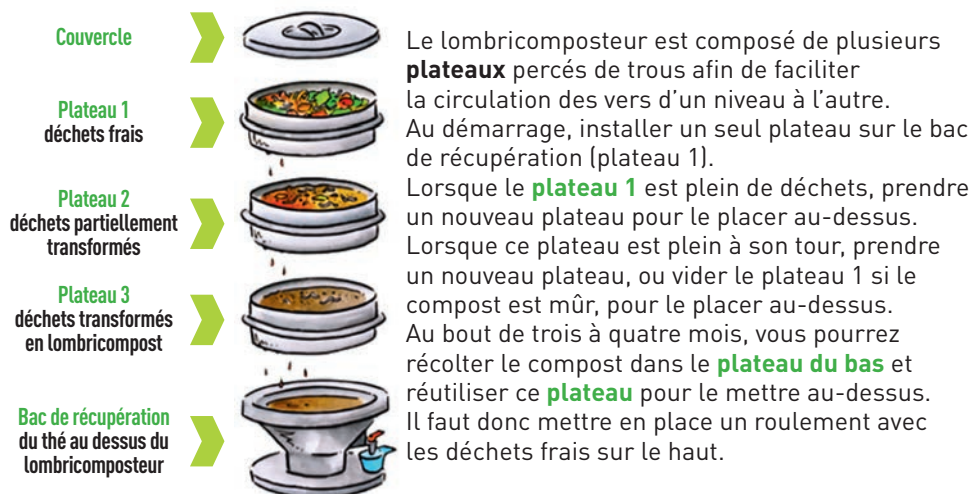 Couvercle
Plateau 1
déchets frais
Plateau 2
déchets partiellement
transformés
Plateau 3
déchets transformés
en lombricompost
Bac de récupération
du thé au dessus du
lombricomposteur
Le lombricomposteur est composé de plusieurs
plateaux percés de trous afin de faciliter
la circulation des vers d’un niveau à l’autre.
Au démarrage, installer un seul plateau sur le bac
de récupération (plateau 1).
Lorsque le plateau 1 est plein de déchets, prendre
un nouveau plateau pour le placer au-dessus.
Lorsque ce plateau est plein à son tour, prendre
un nouveau plateau, ou vider le plateau 1 si le
compost est mûr, pour le placer au-dessus.
Au bout de trois à quatre mois, vous pourrez
récolter le compost dans le plateau du bas et
réutiliser ce plateau pour le mettre au-dessus.
Il faut donc mettre en place un roulement avec
les déchets frais sur le haut.